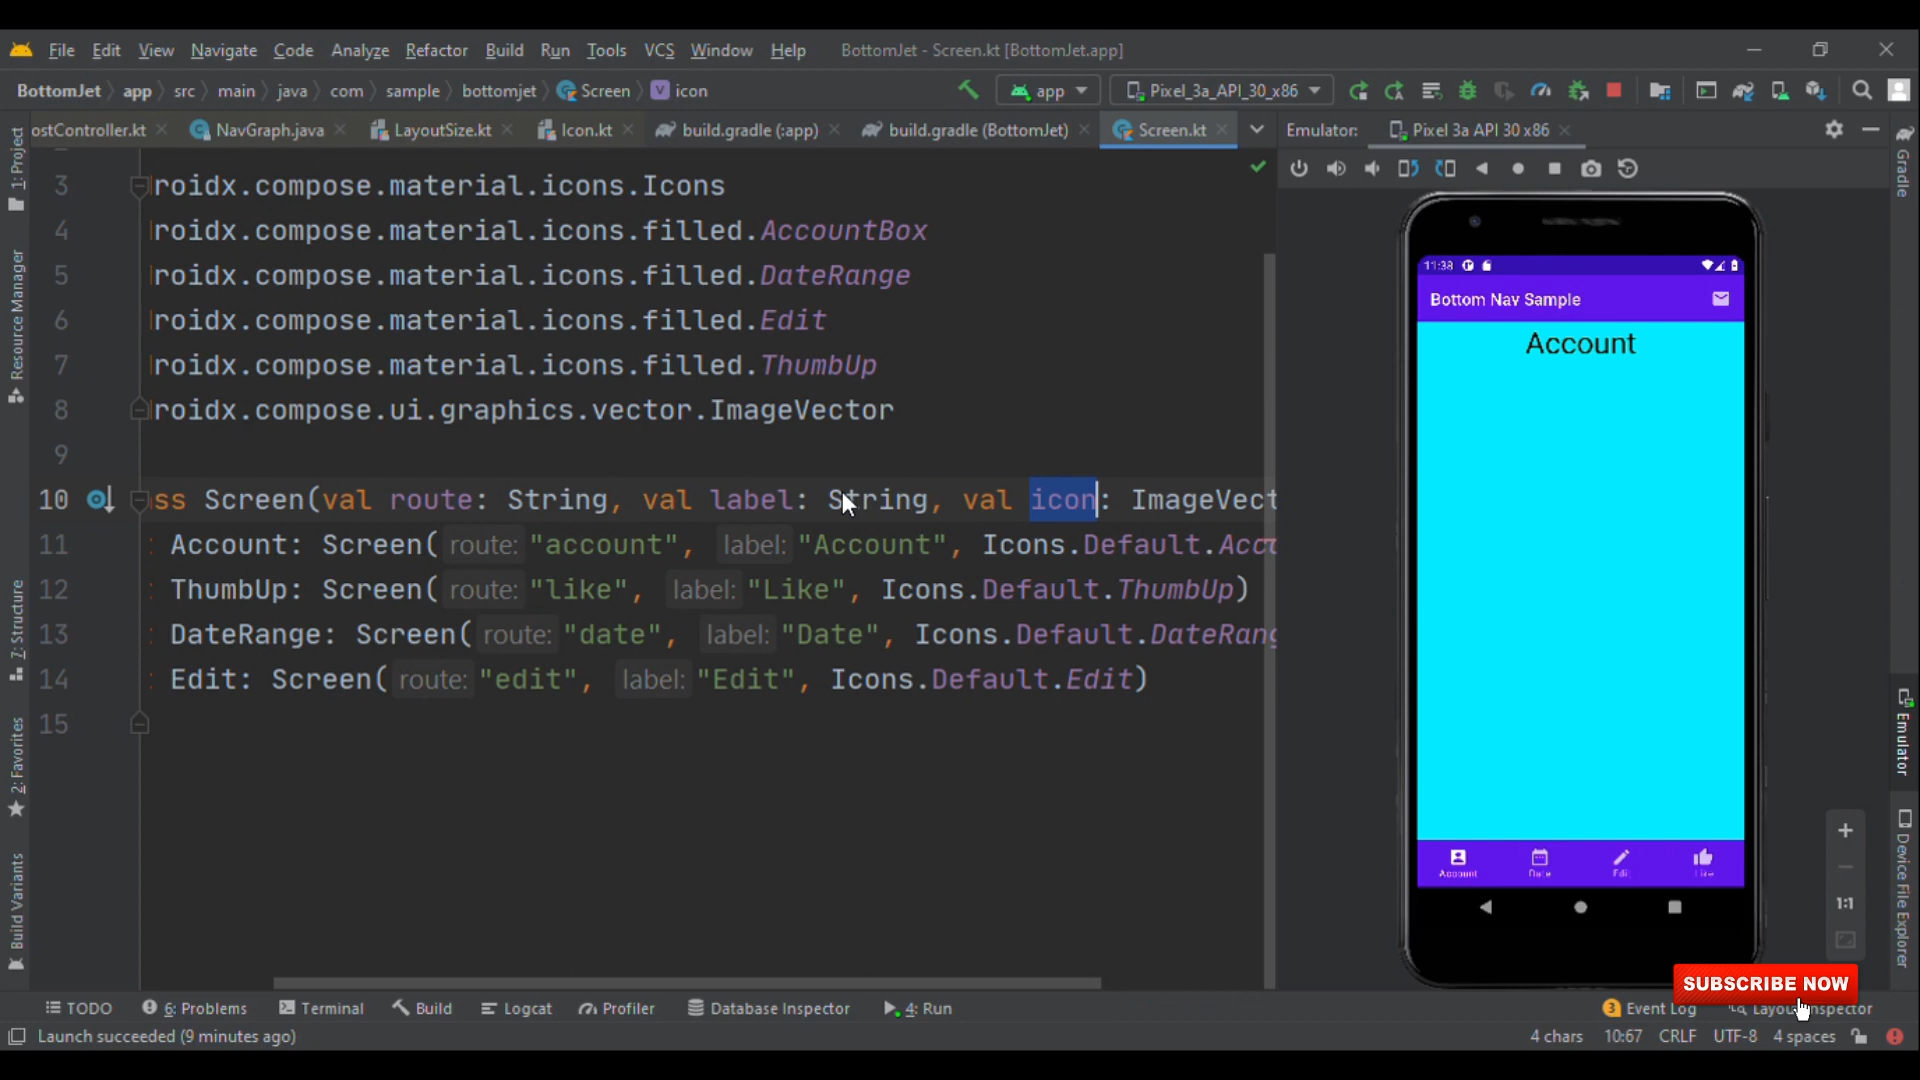 File Edit View Navigate Code Analyze Refactor Build Run Tools VCS Window Help BottomJet - Screen.kt [BottomJet.app]
BottomJet app src main java com sample bottomjet Screen icon app Pixel_3a_API_30_x86
ostController.kt NavGraph.java LayoutSize.kt Icon.kt build.gradle (:app) build.gradle (BottomJet) Screen.kt Emulator: Pixel 3a API 30 x86
3 roidx.compose.material.icons.Icons
4 roidx.compose.material.icons.filled.AccountBox
5 roidx.compose.material.icons.filled.DateRange
6 roidx.compose.material.icons.filled.Edit
7 roidx.compose.material.icons.filled.ThumbUp
8 roidx.compose.ui.graphics.vector.ImageVector
9
10 ss Screen(val route: String, val label: String, val icon: ImageVect
11 : Account: Screen( route: "account", label: "Account", Icons.Default.Acco
12 : ThumbUp: Screen( route: "like", label: "Like", Icons.Default.ThumbUp)
13 : DateRange: Screen( route: "date", label: "Date", Icons.Default.DateRang
14 : Edit: Screen( route: "edit", label: "Edit", Icons.Default.Edit)
15
1: Project
Resource Manager
7: Structure
2: Favorites
Build Variants
11:38
Bottom Nav Sample
Account
Account Date Edit Like
Gradle
Emulator
Device File Explorer
1:1
SUBSCRIBE NOW
TODO 6: Problems Terminal Build Logcat Profiler Database Inspector 4: Run 3 Event Log Layout Inspector
Launch succeeded (9 minutes ago) 4 chars 10:67 CRLF UTF-8 4 spaces